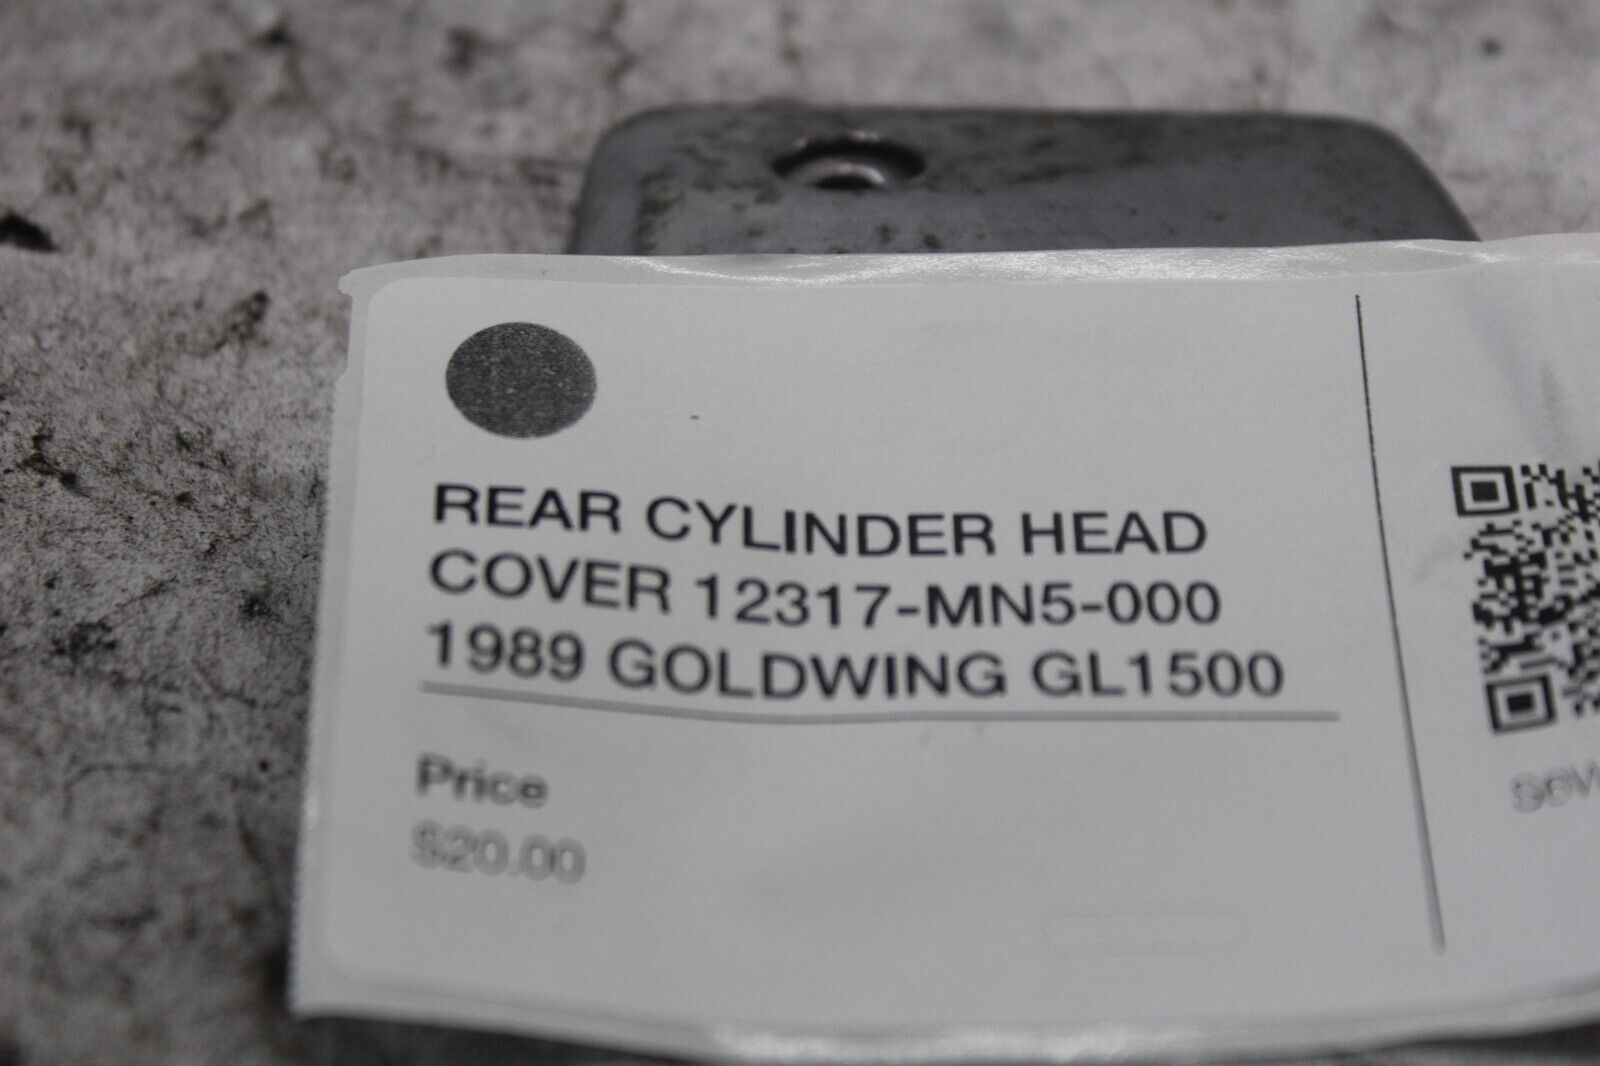 REAR CYLINDER HEAD
COVER 12317-MN5-000
1989 GOLDWING GL1500
Price
$20.00